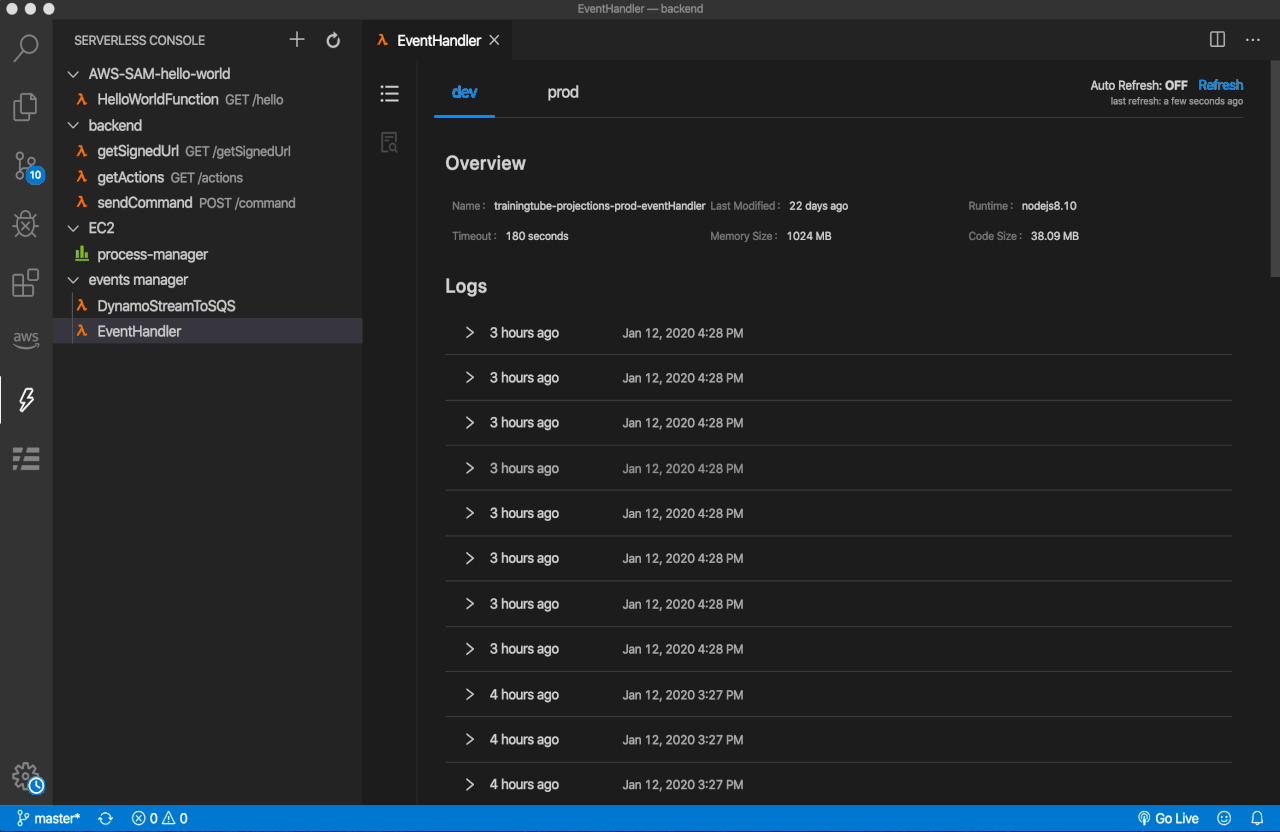 EventHandler — backend
SERVERLESS CONSOLE
AWS-SAM-hello-world
HelloWorldFunction GET /hello
backend
getSignedUrl GET /getSignedUrl
getActions GET /actions
sendCommand POST /command
EC2
process-manager
events manager
DynamoStreamToSQS
EventHandler
10
aws
EventHandler
dev prod
Auto Refresh: OFF Refresh
last refresh: a few seconds ago
Overview
Name : trainingtube-projections-prod-eventHandler Last Modified : 22 days ago Runtime : nodejs8.10
Timeout : 180 seconds Memory Size : 1024 MB Code Size : 38.09 MB
Logs
3 hours ago Jan 12, 2020 4:28 PM
3 hours ago Jan 12, 2020 4:28 PM
3 hours ago Jan 12, 2020 4:28 PM
3 hours ago Jan 12, 2020 4:28 PM
3 hours ago Jan 12, 2020 4:28 PM
3 hours ago Jan 12, 2020 4:28 PM
3 hours ago Jan 12, 2020 4:28 PM
3 hours ago Jan 12, 2020 4:28 PM
4 hours ago Jan 12, 2020 3:27 PM
4 hours ago Jan 12, 2020 3:27 PM
4 hours ago Jan 12, 2020 3:27 PM
master* 0 0 Go Live